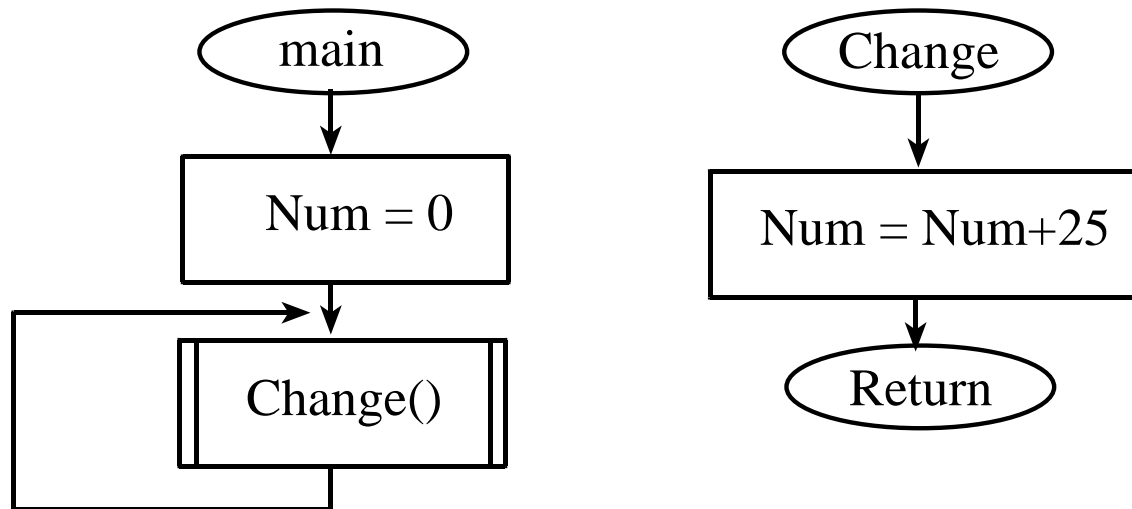 main
Num = 0
Change()
Change
Num = Num+25
Return